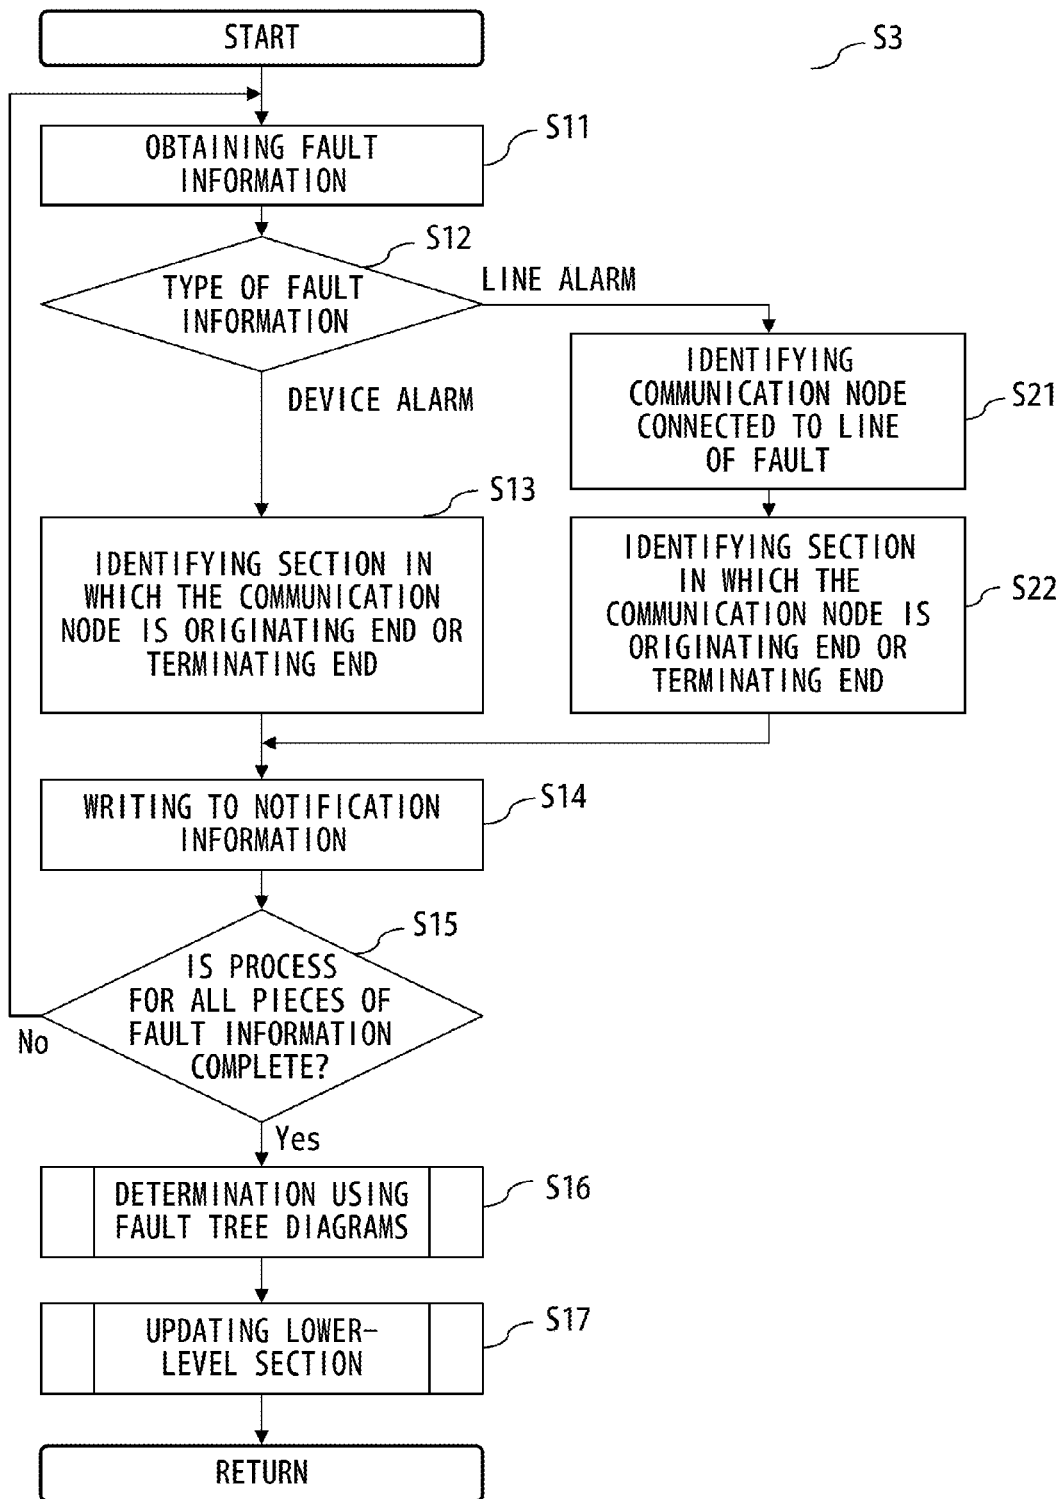 START
S3
OBTAINING FAULT
INFORMATION
S11
TYPE OF FAULT
INFORMATION
S12
LINE ALARM
DEVICE ALARM
IDENTIFYING
COMMUNICATION NODE
CONNECTED TO LINE
OF FAULT
S21
IDENTIFYING SECTION IN
WHICH THE COMMUNICATION
NODE IS ORIGINATING END OR
TERMINATING END
S13
IDENTIFYING SECTION
IN WHICH THE
COMMUNICATION NODE IS
ORIGINATING END OR
TERMINATING END
S22
WRITING TO NOTIFICATION
INFORMATION
S14
IS PROCESS
FOR ALL PIECES OF
FAULT INFORMATION
COMPLETE?
S15
No
Yes
DETERMINATION USING
FAULT TREE DIAGRAMS
S16
UPDATING LOWER-
LEVEL SECTION
S17
RETURN